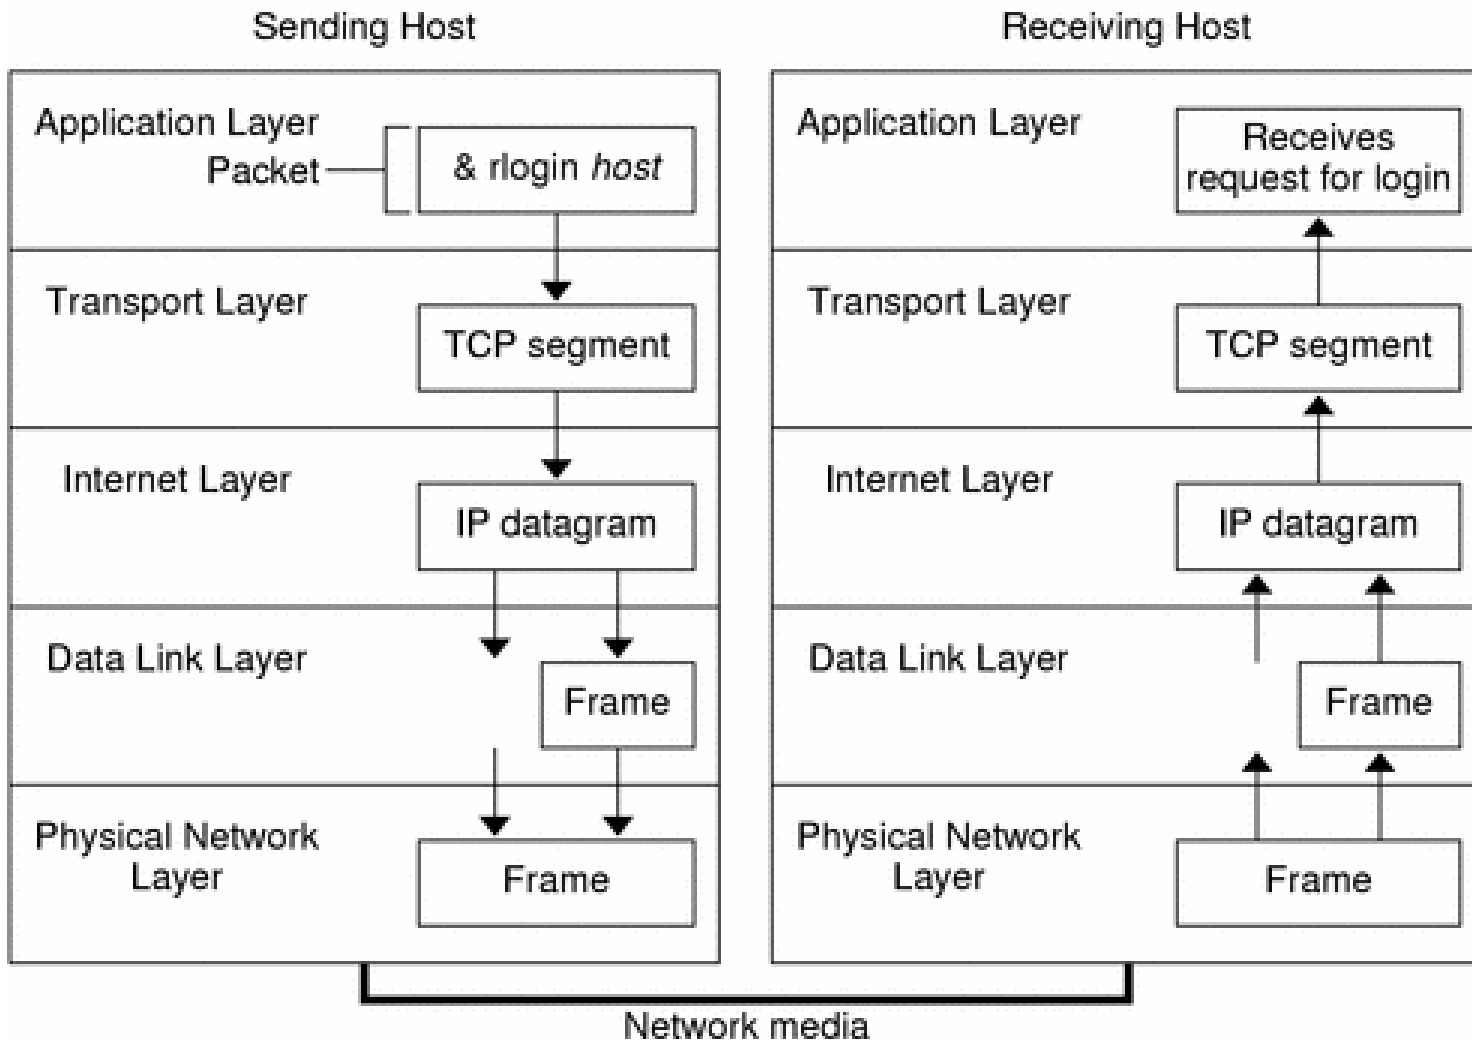 Sending Host
Application Layer
Packet
& rlogin host
Transport Layer
TCP segment
Internet Layer
IP datagram
Data Link Layer
Frame
Physical Network
Layer
Frame
Receiving Host
Application Layer
Receives
request for login
Transport Layer
TCP segment
Internet Layer
IP datagram
Data Link Layer
Frame
Physical Network
Layer
Frame
Network media